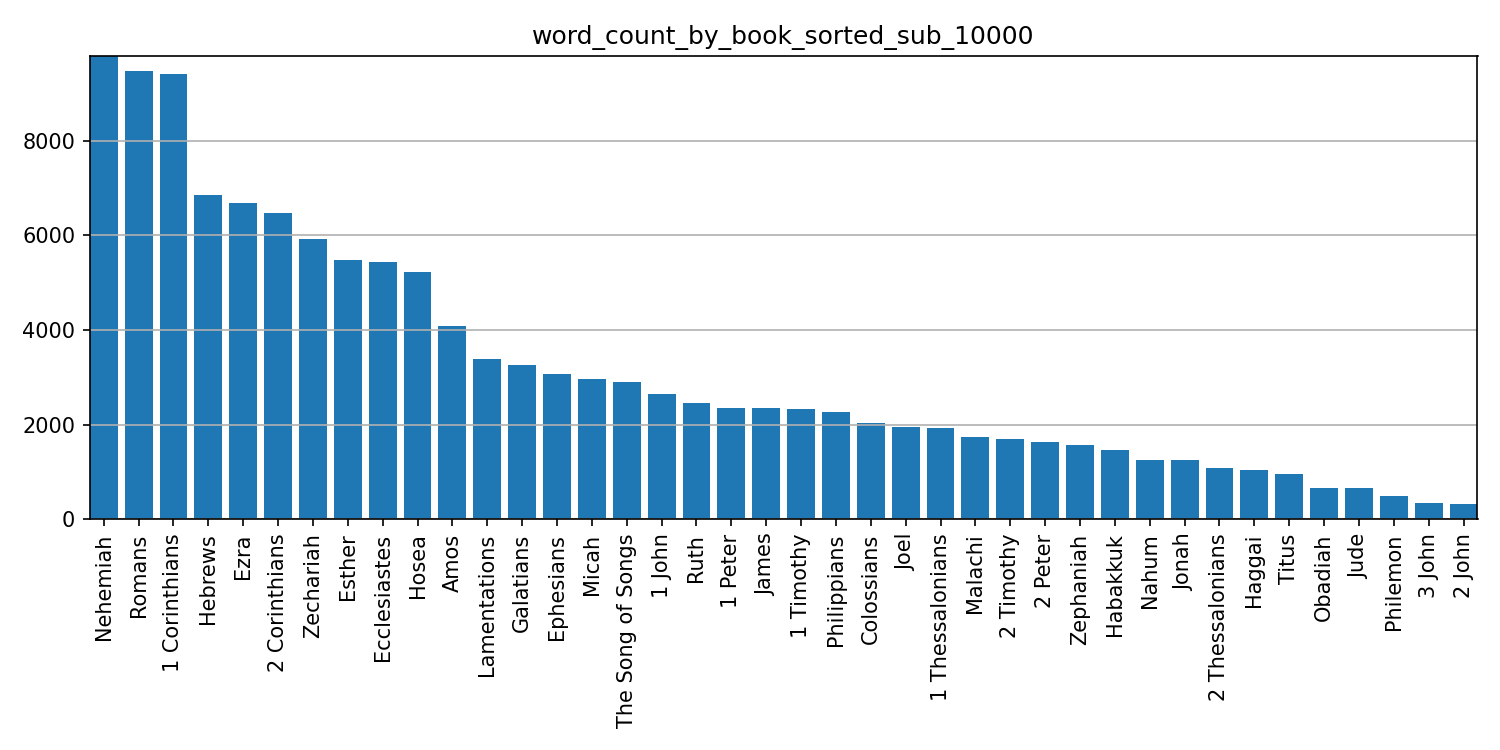 word_count_by_book_sorted_sub_10000
8000
6000
4000
2000
0
Nehemiah
Romans
1 Corinthians
Hebrews
Ezra
2 Corinthians
Zechariah
Esther
Ecclesiastes
Hosea
Amos
Lamentations
Galatians
Ephesians
Micah
The Song of Songs
1 John
Ruth
1 Peter
James
1 Timothy
Philippians
Colossians
Joel
1 Thessalonians
Malachi
2 Timothy
2 Peter
Zephaniah
Habakkuk
Nahum
Jonah
2 Thessalonians
Haggai
Titus
Obadiah
Jude
Philemon
3 John
2 John